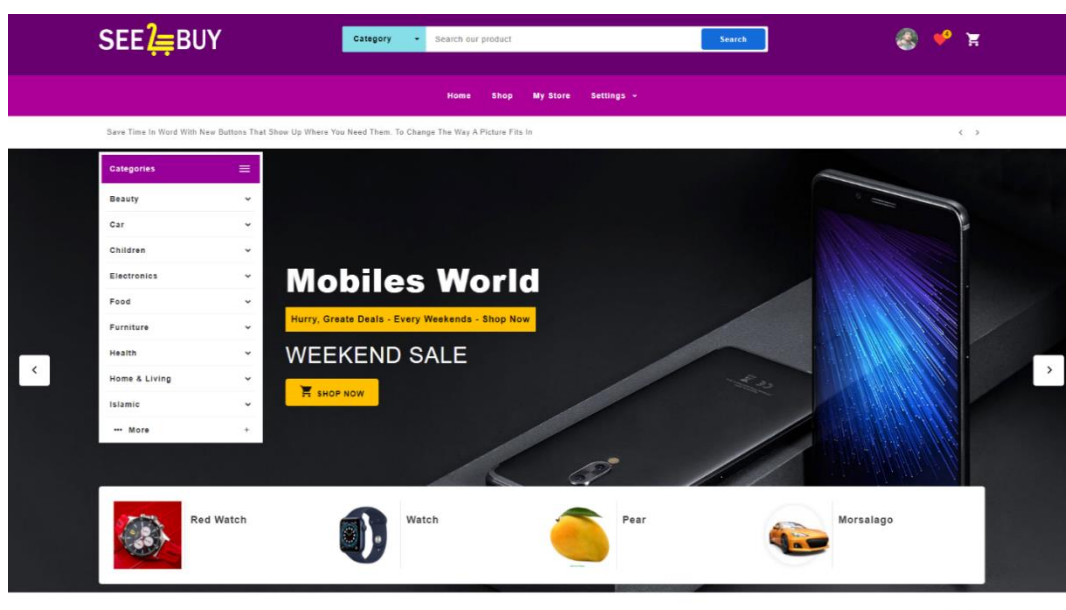 SEE2BUY
Category
Search our product
Search
4
Home Shop My Store Settings
Save Time In Word With New Buttons That Show Up Where You Need Them. To Change The Way A Picture Fits In
Categories
Beauty
Car
Children
Electronics
Food
Furniture
Health
Home & Living
Islamic
More
Mobiles World
Hurry, Greate Deals - Every Weekends - Shop Now
WEEKEND SALE
SHOP NOW
Red Watch
Watch
Pear
Morsalago